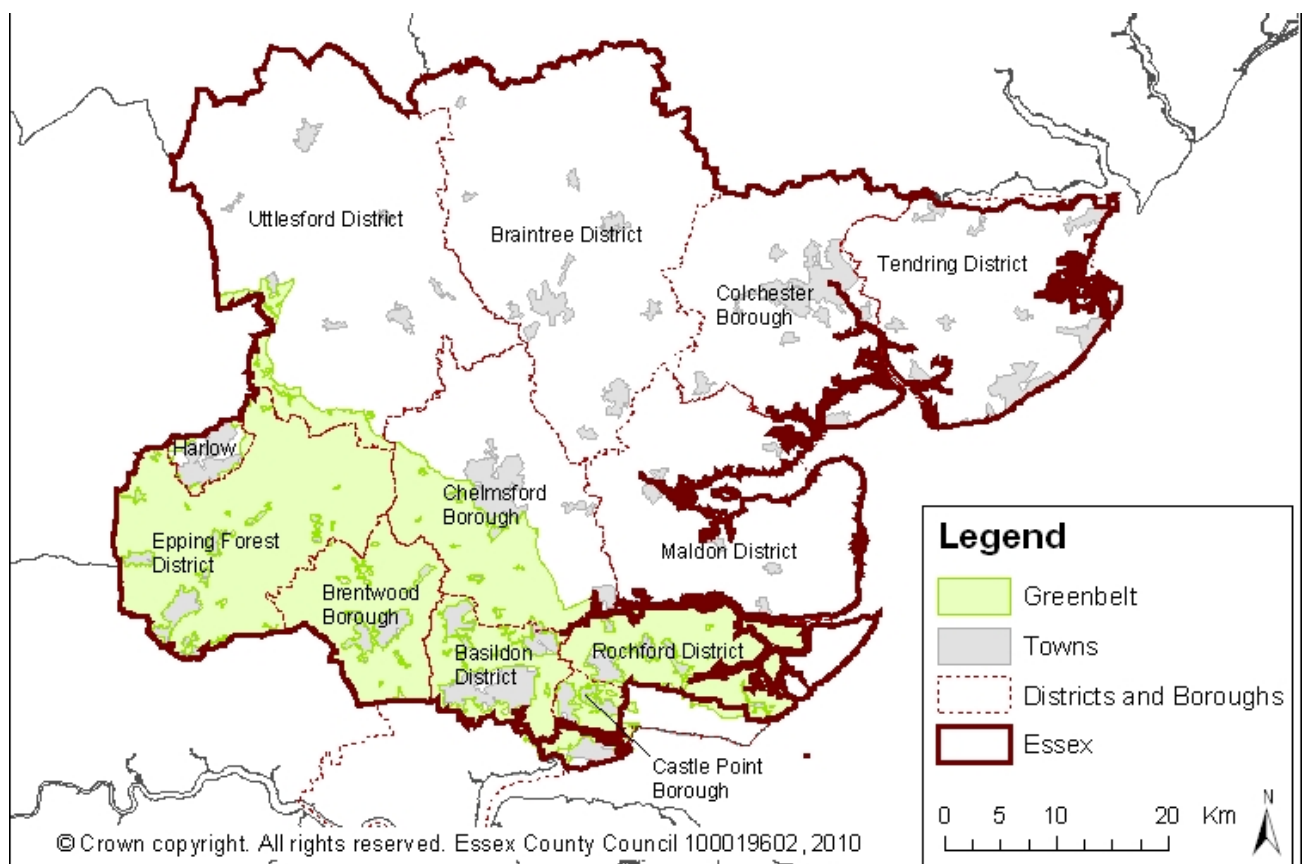 Uttlesford District
Braintree District
Tendring District
Colchester
Borough
Harlow
Chelmsford
Borough
Epping Forest
District
Maldon District
Brentwood
Borough
Basildon
District
Rochford District
Castle Point
Borough
Legend
Greenbelt
Towns
Districts and Boroughs
Essex
0 5 10 20 Km
N
© Crown copyright. All rights reserved. Essex County Council 100019602, 2010